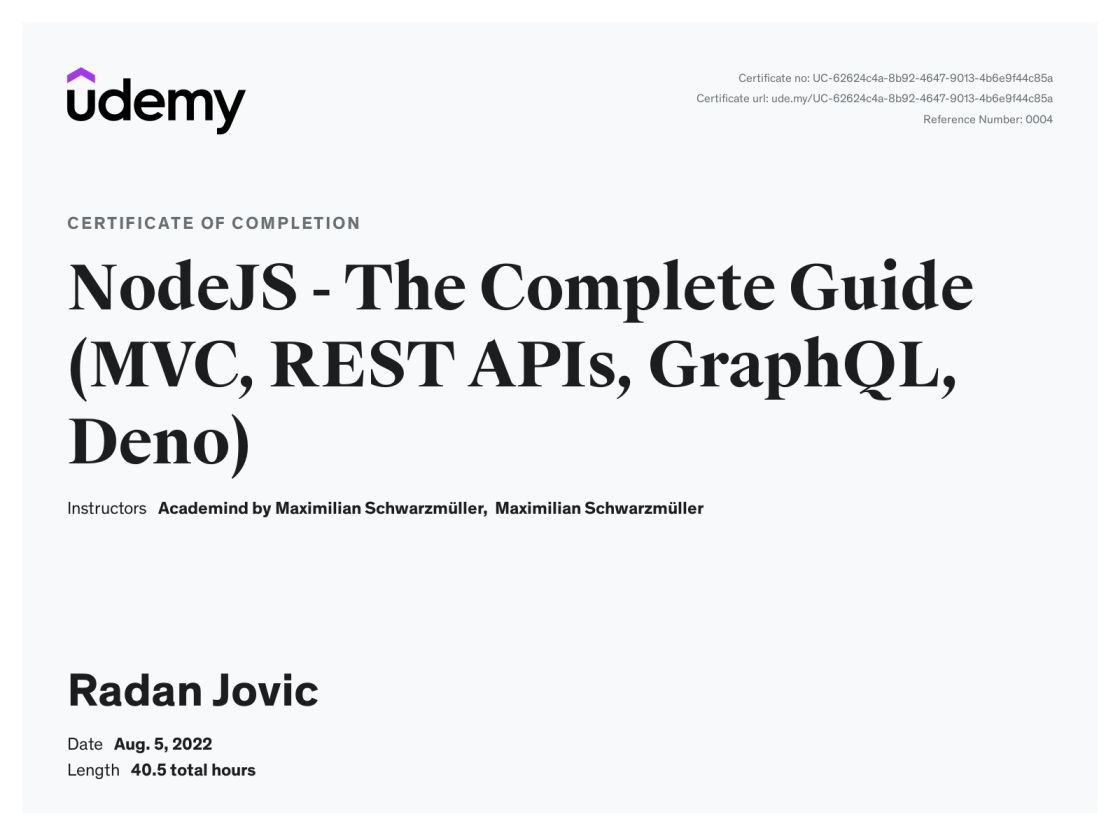 udemy
Certificate no: UC-62624c4a-8b92-4647-9013-4b6e9f44c85a
Certificate url: ude.my/UC-62624c4a-8b92-4647-9013-4b6e9f44c85a
Reference Number: 0004
CERTIFICATE OF COMPLETION
NodeJS - The Complete Guide
(MVC, REST APIs, GraphQL,
Deno)
Instructors Academind by Maximilian Schwarzmüller, Maximilian Schwarzmüller
Radan Jovic
Date Aug. 5, 2022
Length 40.5 total hours